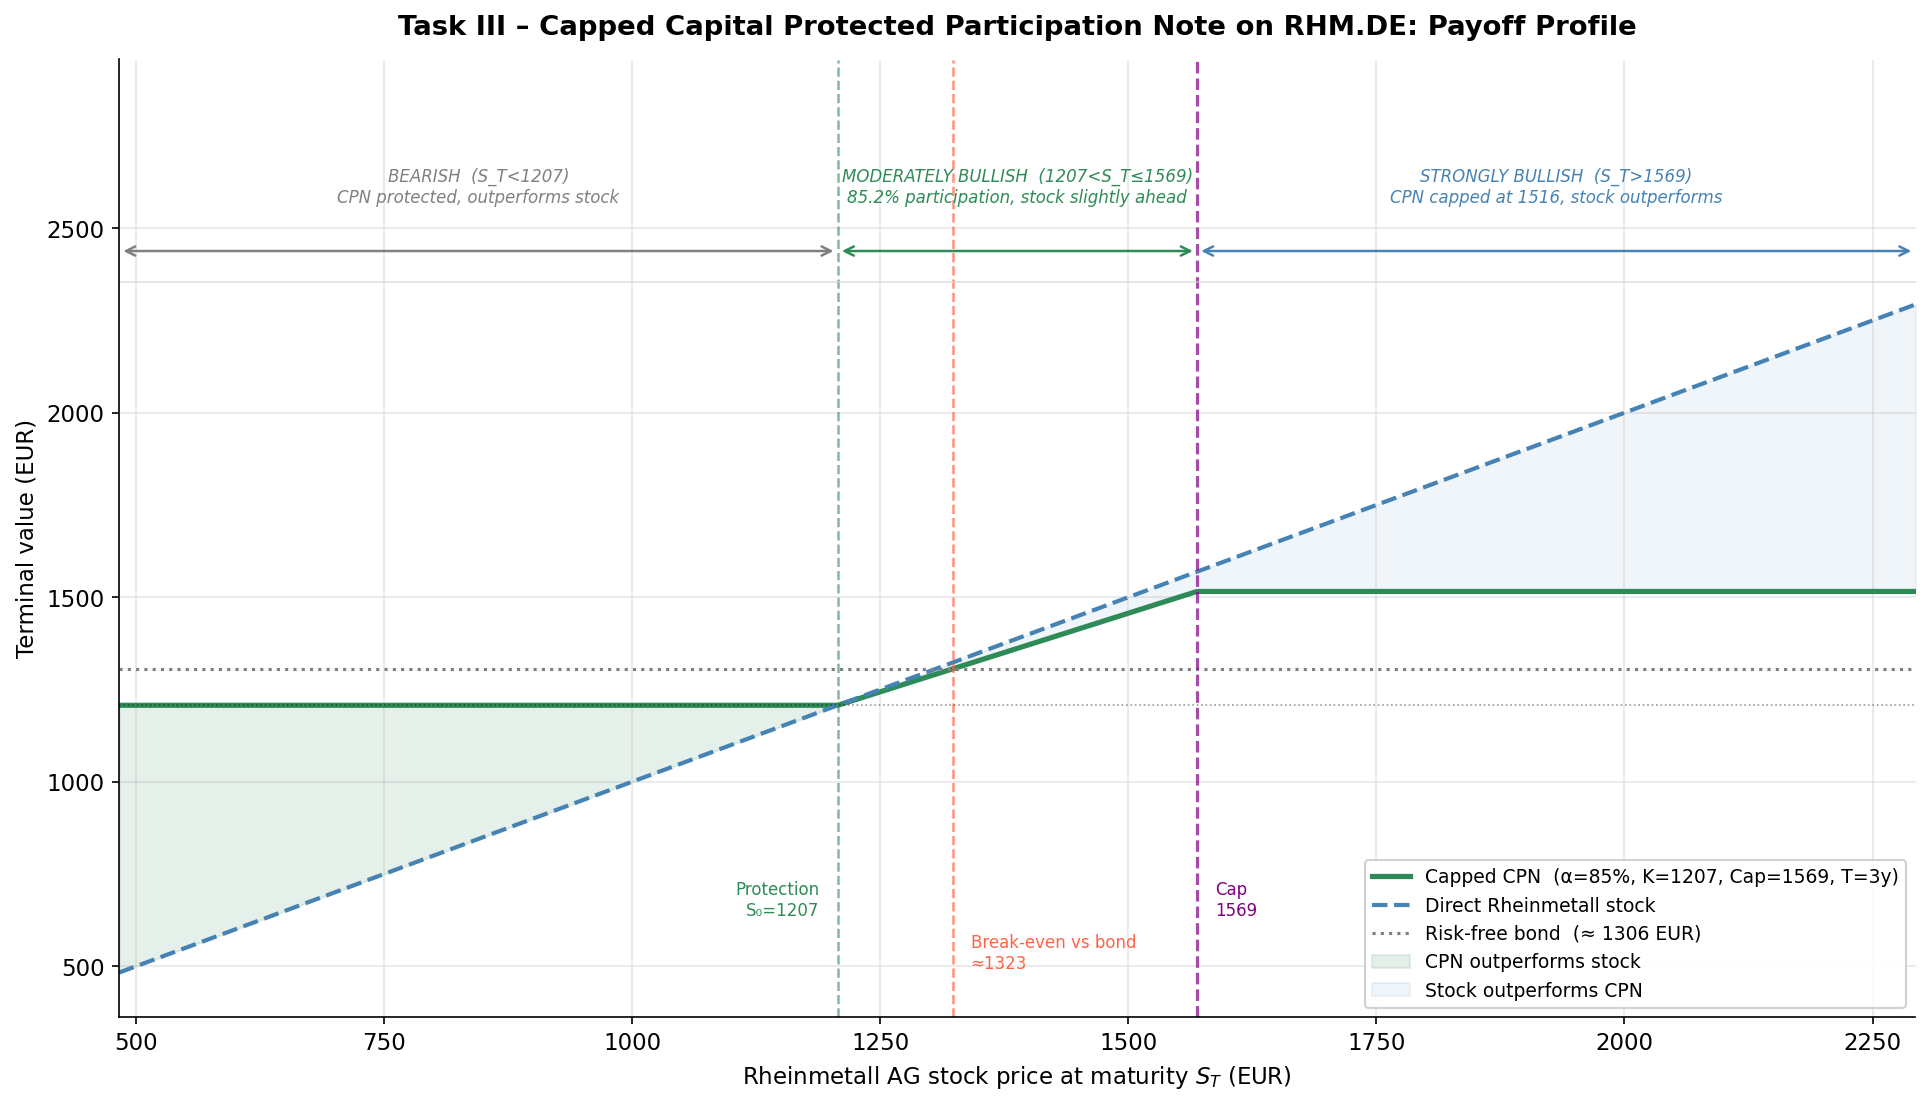 Task III – Capped Capital Protected Participation Note on RHM.DE: Payoff Profile
BEARISH  (S_T<1207)
CPN protected, outperforms stock
MODERATELY BULLISH  (1207<S_T≤1569)
85.2% participation, stock slightly ahead
STRONGLY BULLISH  (S_T>1569)
CPN capped at 1516, stock outperforms
Terminal value (EUR)
2500
2000
1500
1000
500
Protection
S₀=1207
Break-even vs bond
≈1323
Cap
1569
Capped CPN  (α=85%, K=1207, Cap=1569, T=3y)
Direct Rheinmetall stock
Risk-free bond  (≈ 1306 EUR)
CPN outperforms stock
Stock outperforms CPN
500
750
1000
1250
1500
1750
2000
2250
Rheinmetall AG stock price at maturity S_T (EUR)